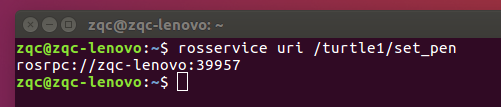 zqc@zqc-lenovo: ~
zqc@zqc-lenovo:~$ rosservice uri /turtle1/set_pen
rosrpc://zqc-lenovo:39957
zqc@zqc-lenovo:~$